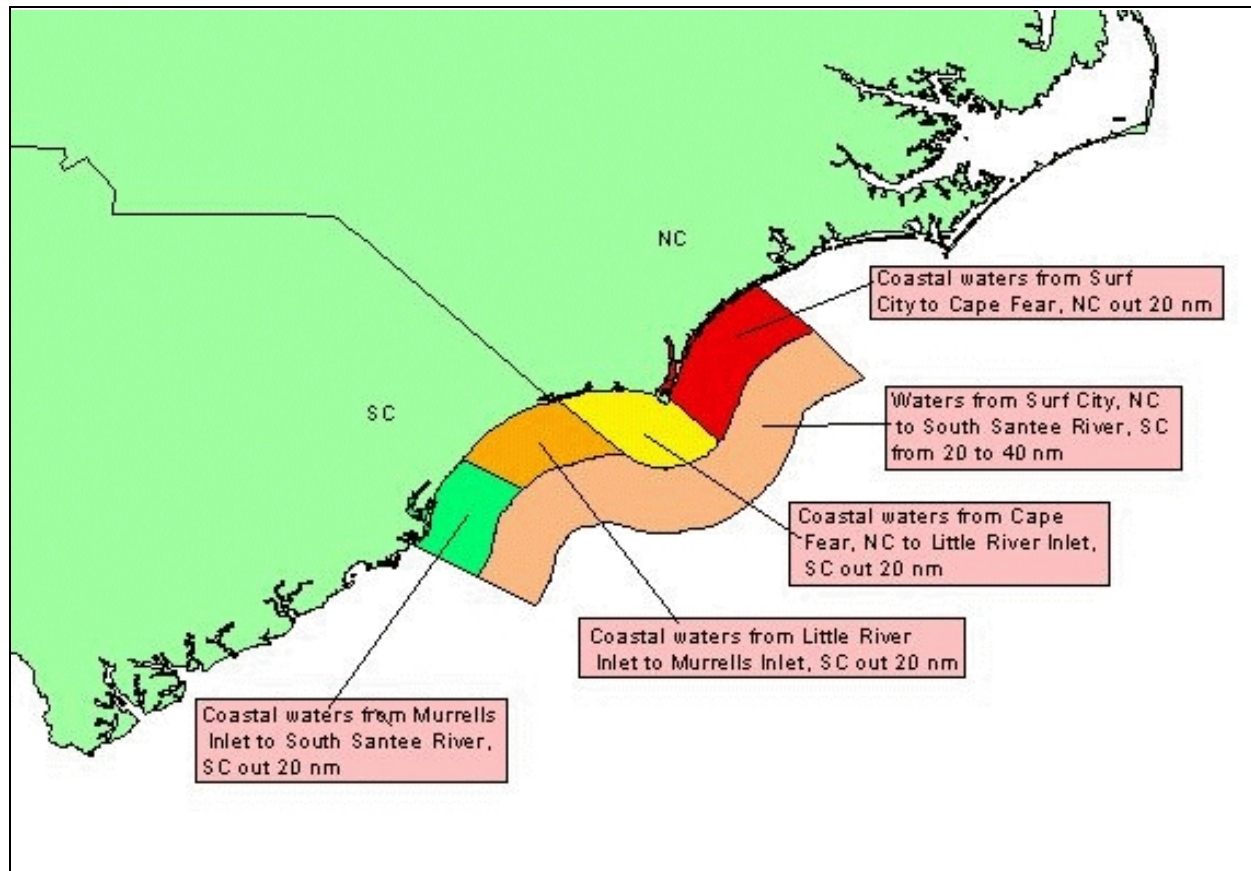 NC
Coastal waters from Surf
City to Cape Fear, NC out 20 nm
SC
Waters from Surf City, NC
to South Santee River, SC
from 20 to 40 nm
Coastal waters from Cape
Fear, NC to Little River Inlet,
SC out 20 nm
Coastal waters from Little River
Inlet to Murrells Inlet, SC out 20 nm
Coastal waters from Murrells
Inlet to South Santee River,
SC out 20 nm